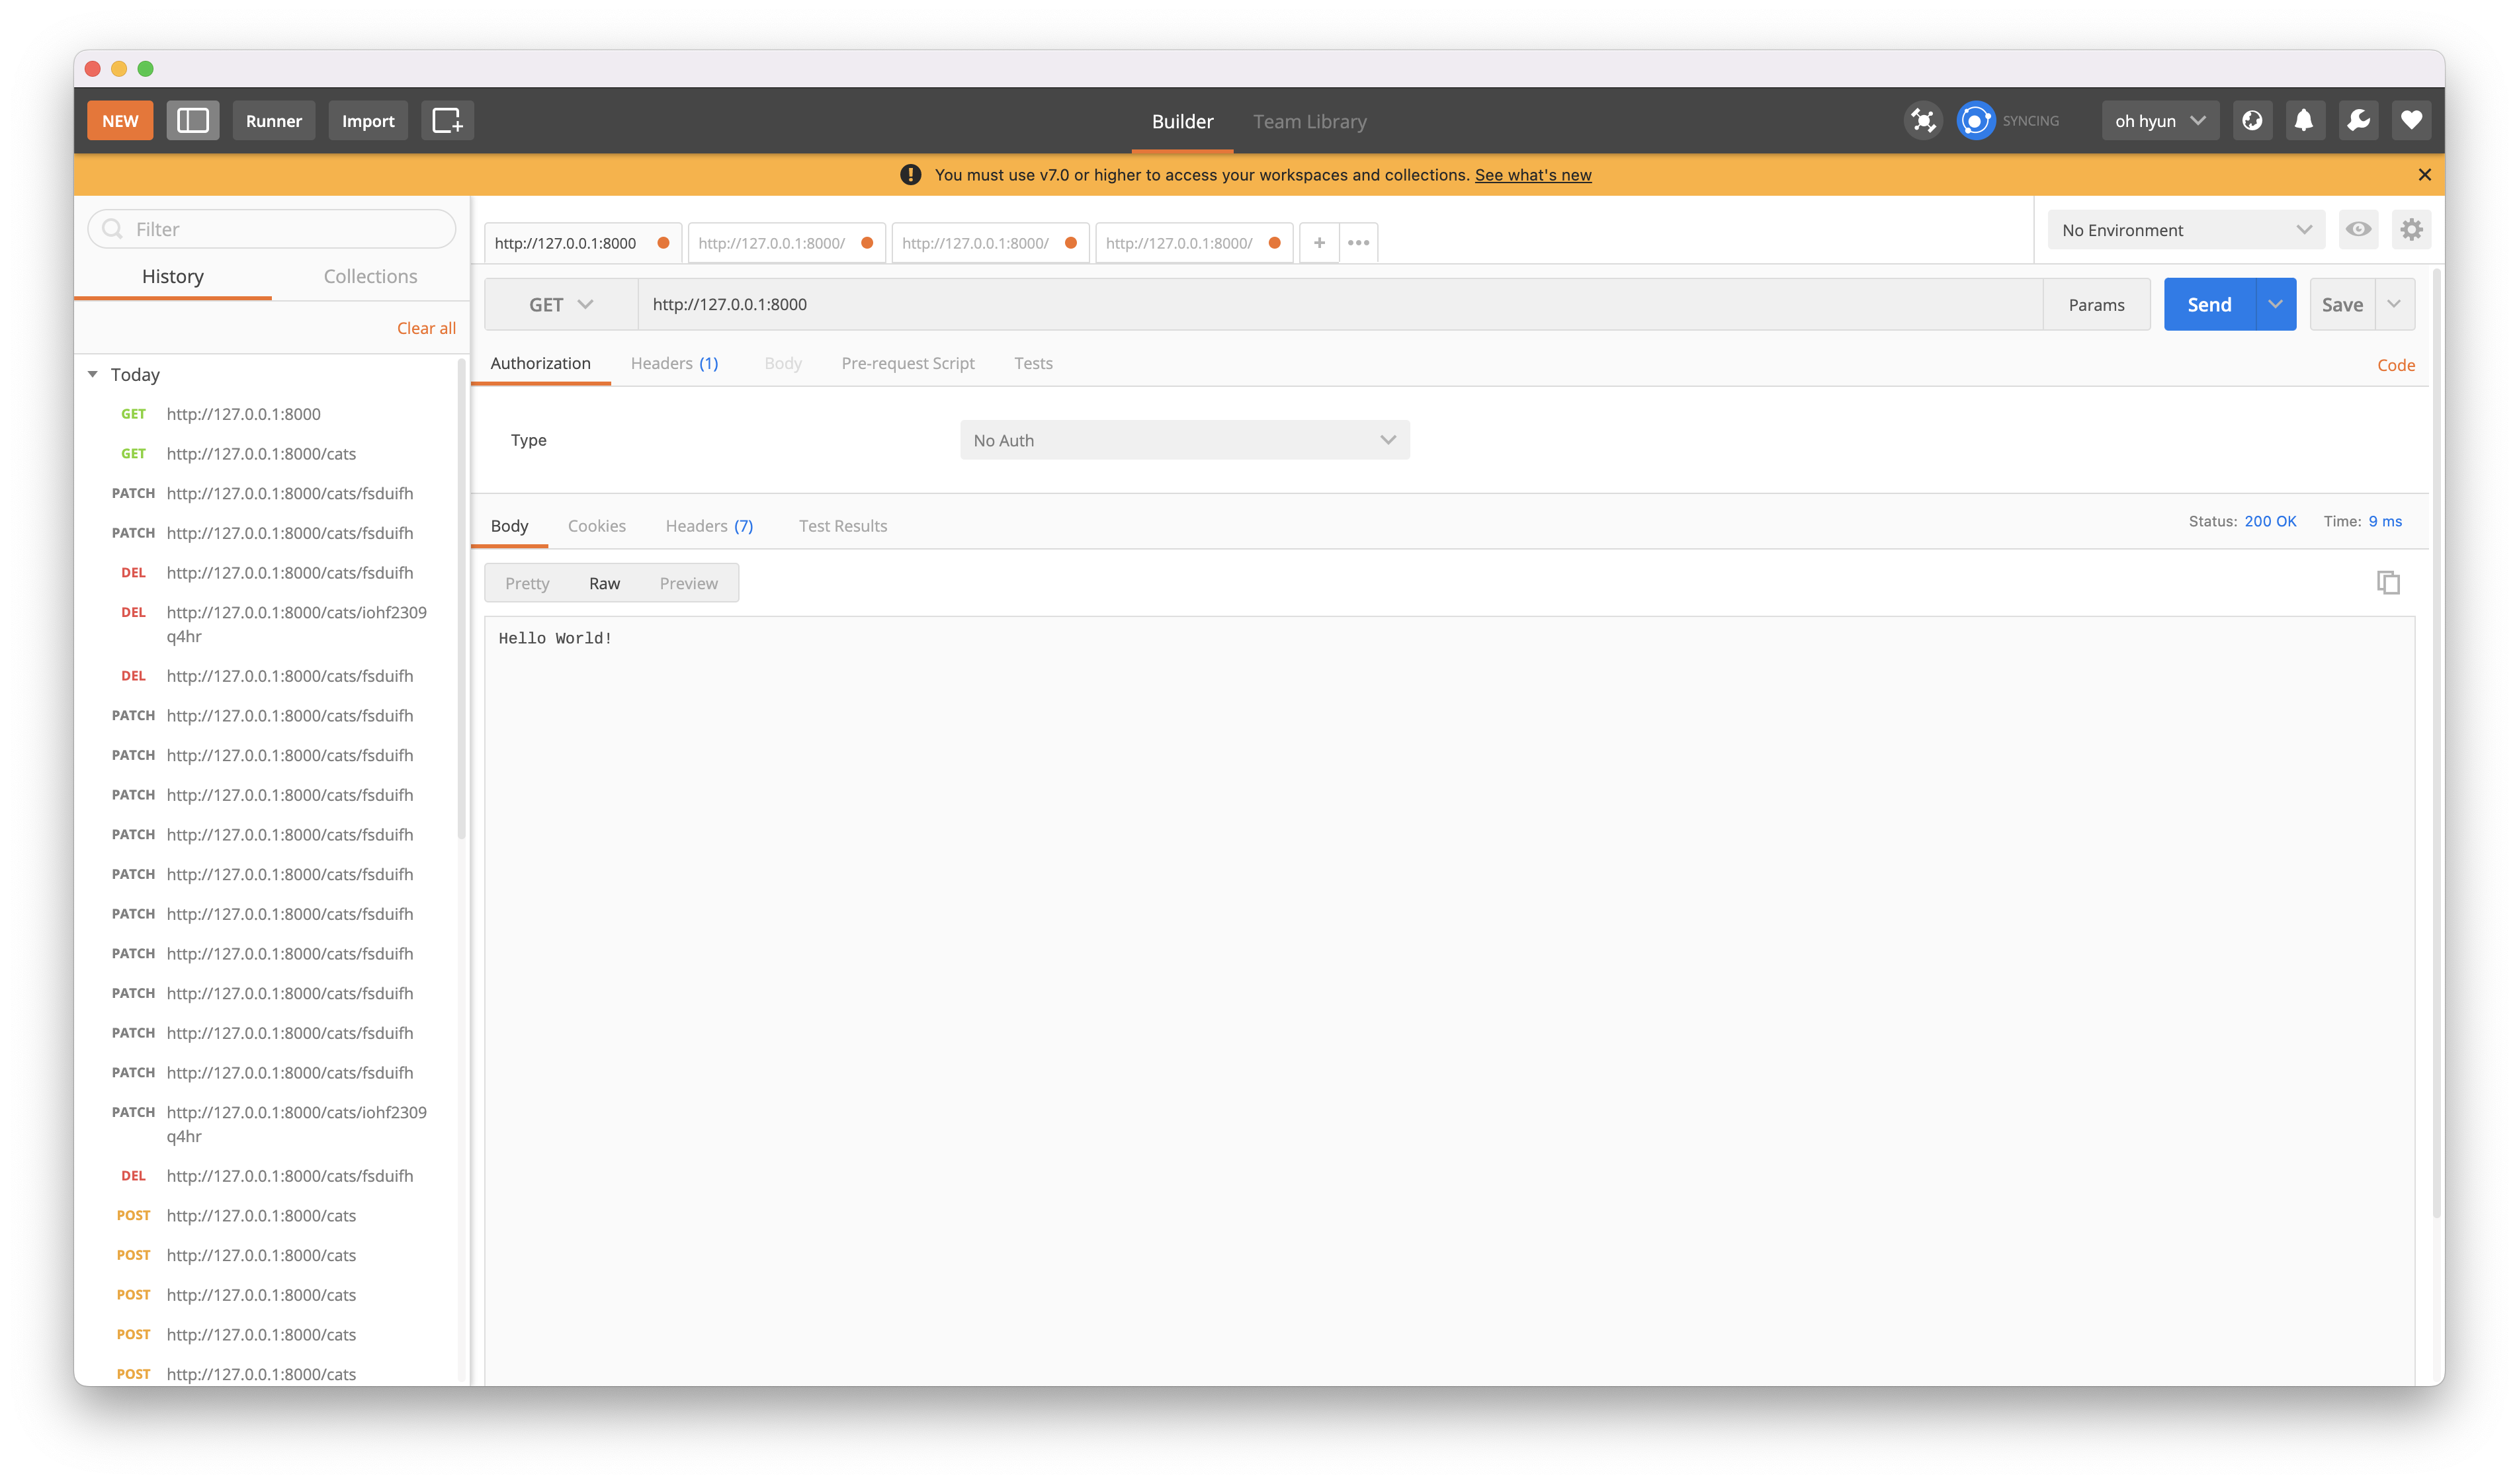 NEW Runner Import Builder Team Library SYNCING oh hyun
You must use v7.0 or higher to access your workspaces and collections. See what's new
Filter
History Collections
Clear all
Today
GET http://127.0.0.1:8000
GET http://127.0.0.1:8000/cats
PATCH http://127.0.0.1:8000/cats/fsduifh
PATCH http://127.0.0.1:8000/cats/fsduifh
DEL http://127.0.0.1:8000/cats/fsduifh
DEL http://127.0.0.1:8000/cats/iohf2309
q4hr
DEL http://127.0.0.1:8000/cats/fsduifh
PATCH http://127.0.0.1:8000/cats/fsduifh
PATCH http://127.0.0.1:8000/cats/fsduifh
PATCH http://127.0.0.1:8000/cats/fsduifh
PATCH http://127.0.0.1:8000/cats/fsduifh
PATCH http://127.0.0.1:8000/cats/fsduifh
PATCH http://127.0.0.1:8000/cats/fsduifh
PATCH http://127.0.0.1:8000/cats/fsduifh
PATCH http://127.0.0.1:8000/cats/fsduifh
PATCH http://127.0.0.1:8000/cats/fsduifh
PATCH http://127.0.0.1:8000/cats/fsduifh
PATCH http://127.0.0.1:8000/cats/iohf2309
q4hr
DEL http://127.0.0.1:8000/cats/fsduifh
POST http://127.0.0.1:8000/cats
POST http://127.0.0.1:8000/cats
POST http://127.0.0.1:8000/cats
POST http://127.0.0.1:8000/cats
POST http://127.0.0.1:8000/cats
http://127.0.0.1:8000 http://127.0.0.1:8000/ http://127.0.0.1:8000/ http://127.0.0.1:8000/ + ••• No Environment
GET http://127.0.0.1:8000 Params Send Save
Authorization Headers (1) Body Pre-request Script Tests Code
Type No Auth
Body Cookies Headers (7) Test Results Status: 200 OK Time: 9 ms
Pretty Raw Preview
Hello World!